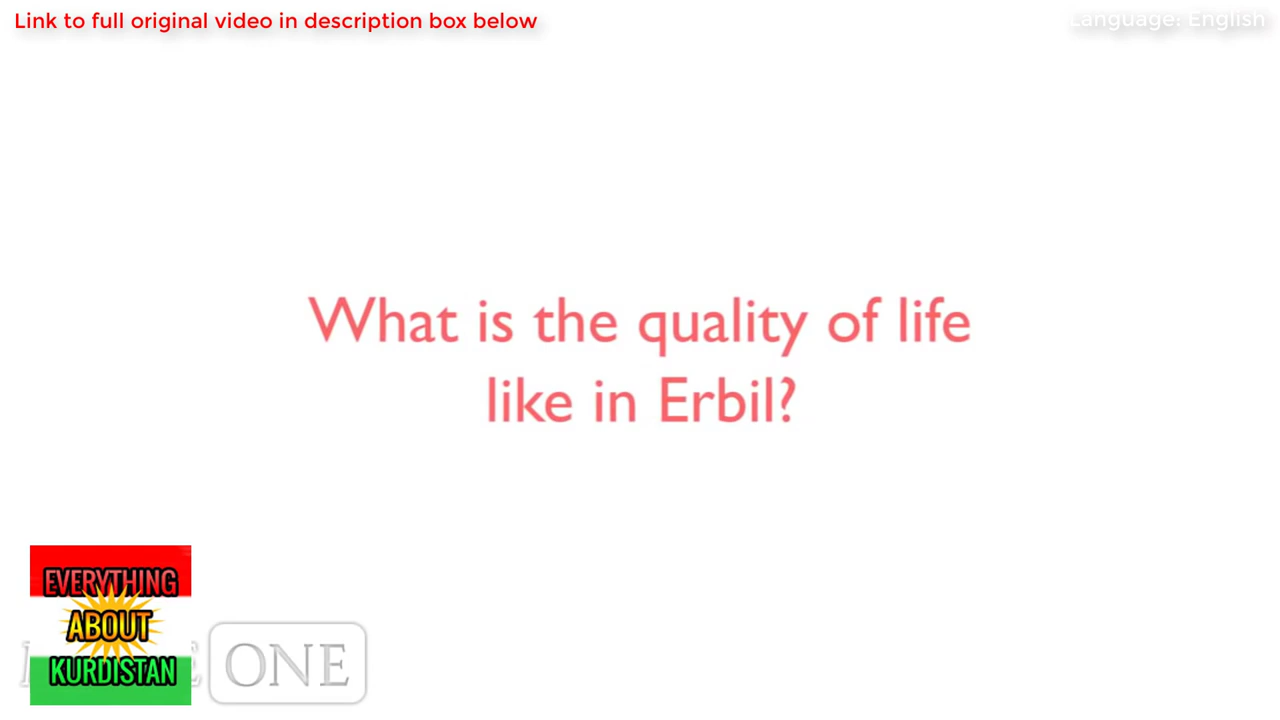 Link to full original video in description box below
Language: English
What is the quality of life
like in Erbil?
EVERYTHING
ABOUT
KURDISTAN
ONE